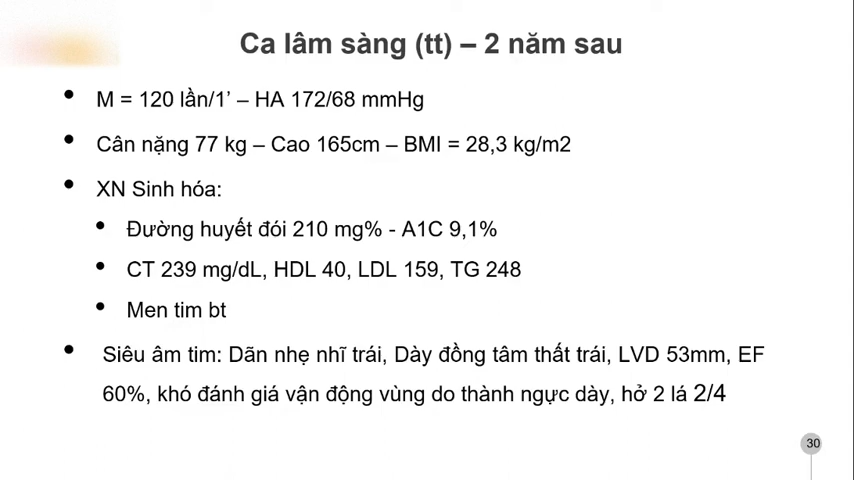 Ca lâm sàng (tt) – 2 năm sau
• M = 120 lần/1’ – HA 172/68 mmHg
• Cân nặng 77 kg – Cao 165cm – BMI = 28,3 kg/m2
• XN Sinh hóa:
• Đường huyết đói 210 mg% - A1C 9,1%
• CT 239 mg/dL, HDL 40, LDL 159, TG 248
• Men tim bt
• Siêu âm tim: Dãn nhẹ nhĩ trái, Dày đồng tâm thất trái, LVD 53mm, EF
60%, khó đánh giá vận động vùng do thành ngực dày, hở 2 lá 2/4
30